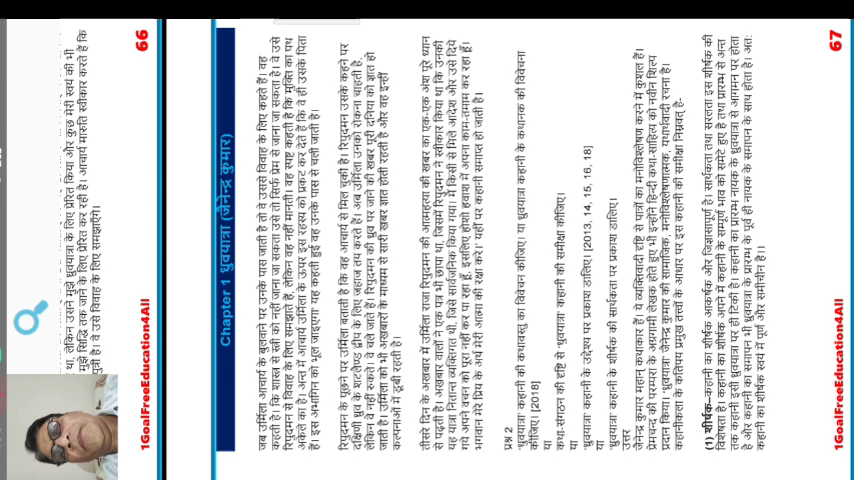 था, लेकिन उसने मुझे ध्रुवयात्रा के लिए प्रेरित किया और कुछ मेरी स्वयं की भी
मुझे सिद्धि तक जाने के लिए प्रेरित कर रही है। आचार्य मारुति स्वीकार करते हैं कि
पुत्री है। वे उसे विवाह के लिए समझाएँगे।
1GoalFreeEducation4All
66
Chapter 1 ध्रुवयात्रा (जैनेन्द्र कुमार)
जब उर्मिला आचार्य के बुलवाने पर उनके पास जाती है तो वे उससे विवाह के लिए कहते हैं। वह
कहती है कि शास्त्र से स्त्री को नहीं जाना जा सकता उसे तो सिर्फ प्रेम से जाना जा सकता है। वे उसे
रिपुदमन से विवाह के लिए समझाते हैं, लेकिन वह नहीं मानती। वह स्पष्ट कहती है कि मुक्ति का पथ
अकेले का है। अन्त में आचार्य उर्मिला के ऊपर इस रहस्य को प्रकट कर देते हैं कि वे ही उसके पिता
हैं। इस अभागिन को भूल जाइएगा' यह कहती हुई वह उनके पास से चली जाती है।
रिपुदमन के पूछने पर उर्मिला बताती है कि वह आचार्य से मिल चुकी है। रिपुदमन उसके कहने पर
दक्षिणी ध्रुव के शटलैण्ड द्वीप के लिए जहाज तय करते हैं। अब उर्मिला उनको रोकना चाहती है,
लेकिन वे नहीं रुकते। वे चले जाते हैं। रिपुदमन की ध्रुव पर जाने की खबर पूरी दुनिया को ज्ञात हो
जाती है। उर्मिला को भी अखबारों के माध्यम से सारी खबर ज्ञात होती रहती है और वह इन्हीं
कल्पनाओं में डूबी रहती है।
तीसरे दिन के अखबार में उर्मिला राजा रिपुदमन की आत्महत्या की खबर का एक-एक अंश पूरे ध्यान
से पढ़ती है। अखबार वालों ने एक पत्र भी छापा था, जिसमें रिपुदमन ने स्वीकार किया था कि उनकी
यह यात्रा नितान्त व्यक्तिगत थी, जिसे सार्वजनिक किया गया। मैं किसी से मिले आदेश और उसे दिये
गये अपने वचन को पूरा नहीं कर पा रहा हूँ, इसलिए होशो हवाश में अपना काम-तमाम कर रहा हूँ।
भगवान मेरे प्रिय के अर्थ मेरी आत्मा की रक्षा करे।' यहीं पर कहानी समाप्त हो जाती है।
प्रश्न 2
'ध्रुवयात्रा' कहानी की कथावस्तु का विवेचन कीजिए। या ध्रुवयात्रा कहानी के कथानक की विवेचना
कीजिए। [2018]
या
कथा-संगठन की दृष्टि से 'ध्रुवयात्रा' कहानी की समीक्षा कीजिए।
या
'ध्रुवयात्रा' कहानी के उद्देश्य पर प्रकाश डालिए। [2013, 14, 15, 16, 18]
या
'ध्रुवयात्रा' कहानी के शीर्षक की सार्थकता पर प्रकाश डालिए।
उत्तर
जैनेन्द्र कुमार महान् कथाकार हैं। ये व्यक्तिवादी दृष्टि से पात्रों का मनोविश्लेषण करने में कुशल हैं।
प्रेमचन्द की परम्परा के अग्रगामी लेखक होते हुए भी इन्होंने हिन्दी कथा-साहित्य को नवीन शिल्प
प्रदान किया। 'ध्रुवयात्रा' जैनेन्द्र कुमार की सामाजिक, मनोविश्लेषणात्मक, यथार्थवादी रचना है।
कहानीकला के कतिपय प्रमुख तत्त्वों के आधार पर इस कहानी की समीक्षा निम्नवत् है-
(1) शीर्षक–कहानी का शीर्षक आकर्षक और जिज्ञासापूर्ण है। सार्थकता तथा सरलता इस शीर्षक की
विशेषता है। कहानी का शीर्षक अपने में कहानी के सम्पूर्ण भाव को समेटे हुए है तथा प्रारम्भ से अन्त
तक कहानी इसी ध्रुवयात्रा पर ही टिकी है। कहानी का प्रारम्भ नायक के ध्रुवयात्रा से आगमन पर होता
है और कहानी का समापन भी ध्रुवयात्रा के प्रारम्भ के पूर्व ही नायक के समापन के साथ होता है। अतः
कहानी का शीर्षक स्वयं में पूर्ण और समीचीन है।।
1GoalFreeEducation4All
67